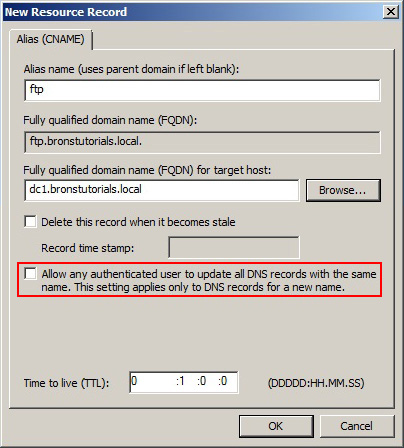 New Resource Record
Alias (CNAME)
Alias name (uses parent domain if left blank):
ftp
Fully qualified domain name (FQDN):
ftp.bronstutorials.local.
Fully qualified domain name (FQDN) for target host:
dc1.bronstutorials.local
Browse...
Delete this record when it becomes stale
Record time stamp:
Allow any authenticated user to update all DNS records with the same
name. This setting applies only to DNS records for a new name.
Time to live (TTL): 0 :1 :0 :0 (DDDDD:HH.MM.SS)
OK Cancel